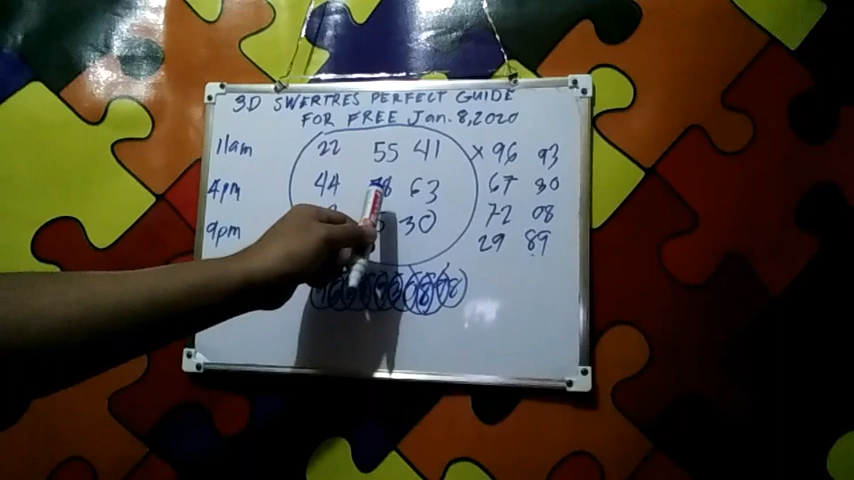 3D SWERTRES PERFECT GUIDE
FOR FREE Jan. 8, 2020
11am 22 55 41 x 96 93
4pm 44 63 67 30
9pm 30 72 08
29 89